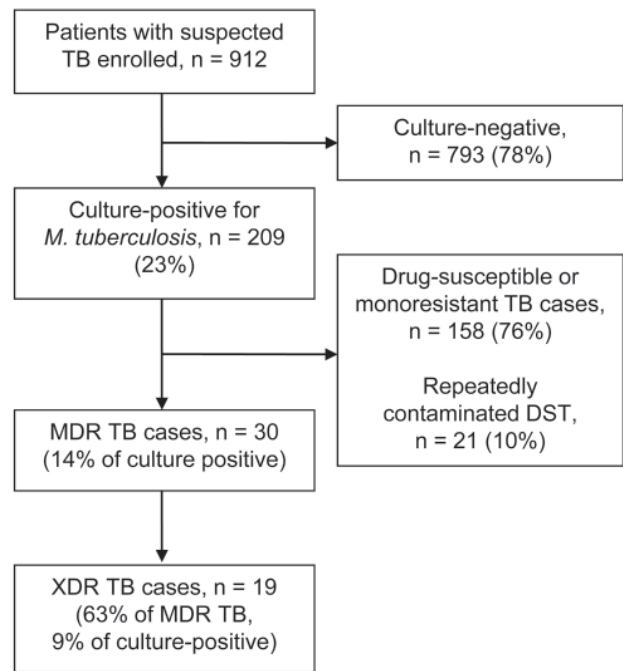 Patients with suspected
TB enrolled, n = 912
Culture-negative,
n = 793 (78%)
Culture-positive for
M. tuberculosis, n = 209
(23%)
Drug-susceptible or
monoresistant TB cases,
n = 158 (76%)
Repeatedly
contaminated DST,
n = 21 (10%)
MDR TB cases, n = 30
(14% of culture positive)
XDR TB cases, n = 19
(63% of MDR TB,
9% of culture-positive)